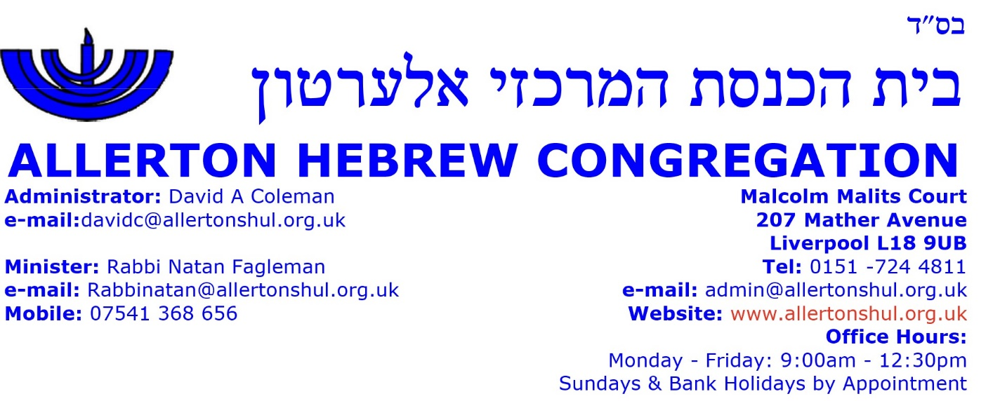 בס״ד
בית הכנסת המרכזי אלערטון
ALLERTON HEBREW CONGREGATION
Administrator: David A Coleman
e-mail:davidc@allertonshul.org.uk
Minister: Rabbi Natan Fagleman
e-mail: Rabbinatan@allertonshul.org.uk
Mobile: 07541 368 656
Malcolm Malits Court
207 Mather Avenue
Liverpool L18 9UB
Tel: 0151 -724 4811
e-mail: admin@allertonshul.org.uk
Website: www.allertonshul.org.uk
Office Hours:
Monday - Friday: 9:00am - 12:30pm
Sundays & Bank Holidays by Appointment